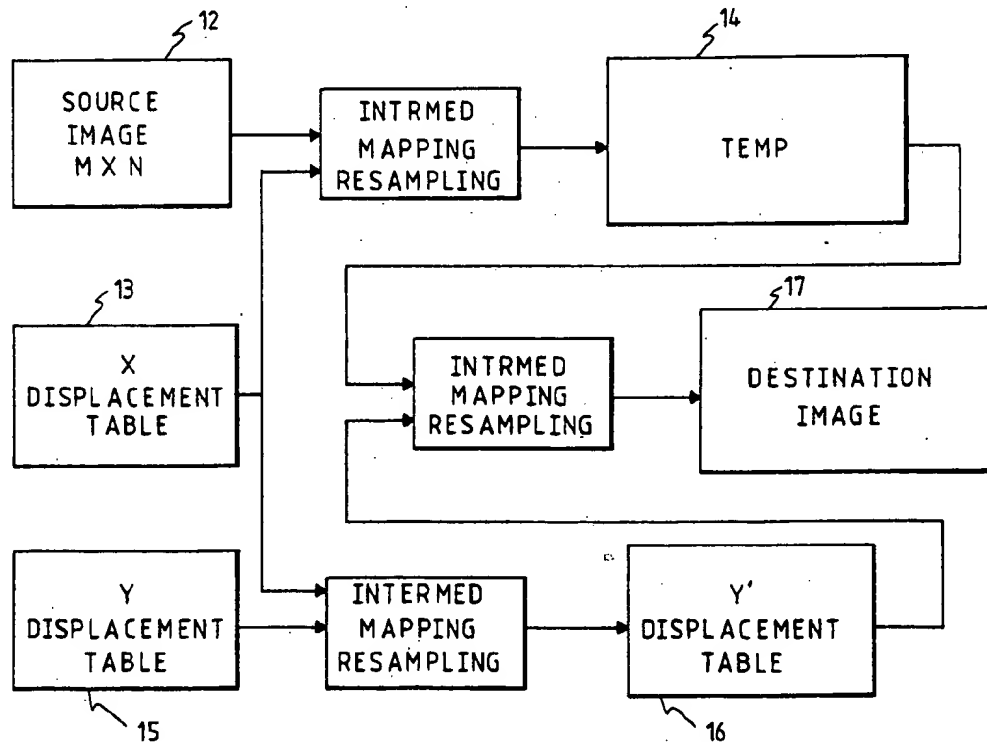 12
SOURCE
IMAGE
M X N
INTRMED
MAPPING
RESAMPLING
14
TEMP
13
X
DISPLACEMENT
TABLE
INTRMED
MAPPING
RESAMPLING
17
DESTINATION
IMAGE
Y
DISPLACEMENT
TABLE
15
INTERMED
MAPPING
RESAMPLING
Y'
DISPLACEMENT
TABLE
16